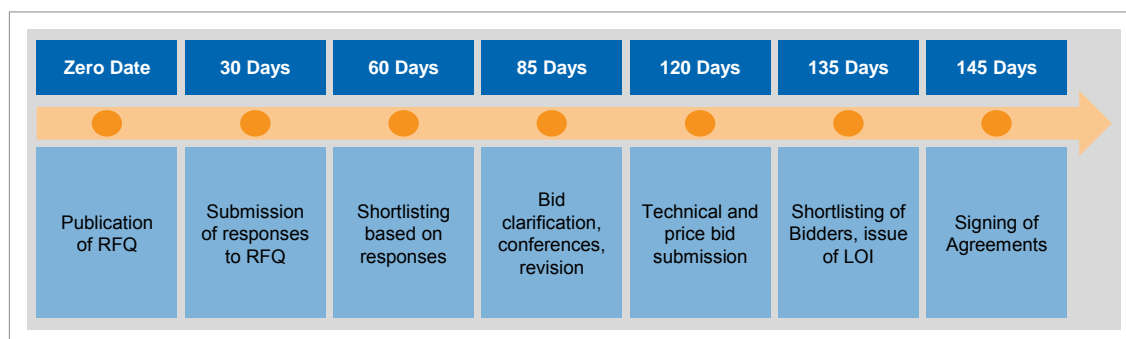 Zero Date
30 Days
60 Days
85 Days
120 Days
135 Days
145 Days
Publication
of RFQ
Submission
of responses
to RFQ
Shortlisting
based on
responses
Bid
clarification,
conferences,
revision
Technical and
price bid
submission
Shortlisting of
Bidders, issue
of LOI
Signing of
Agreements